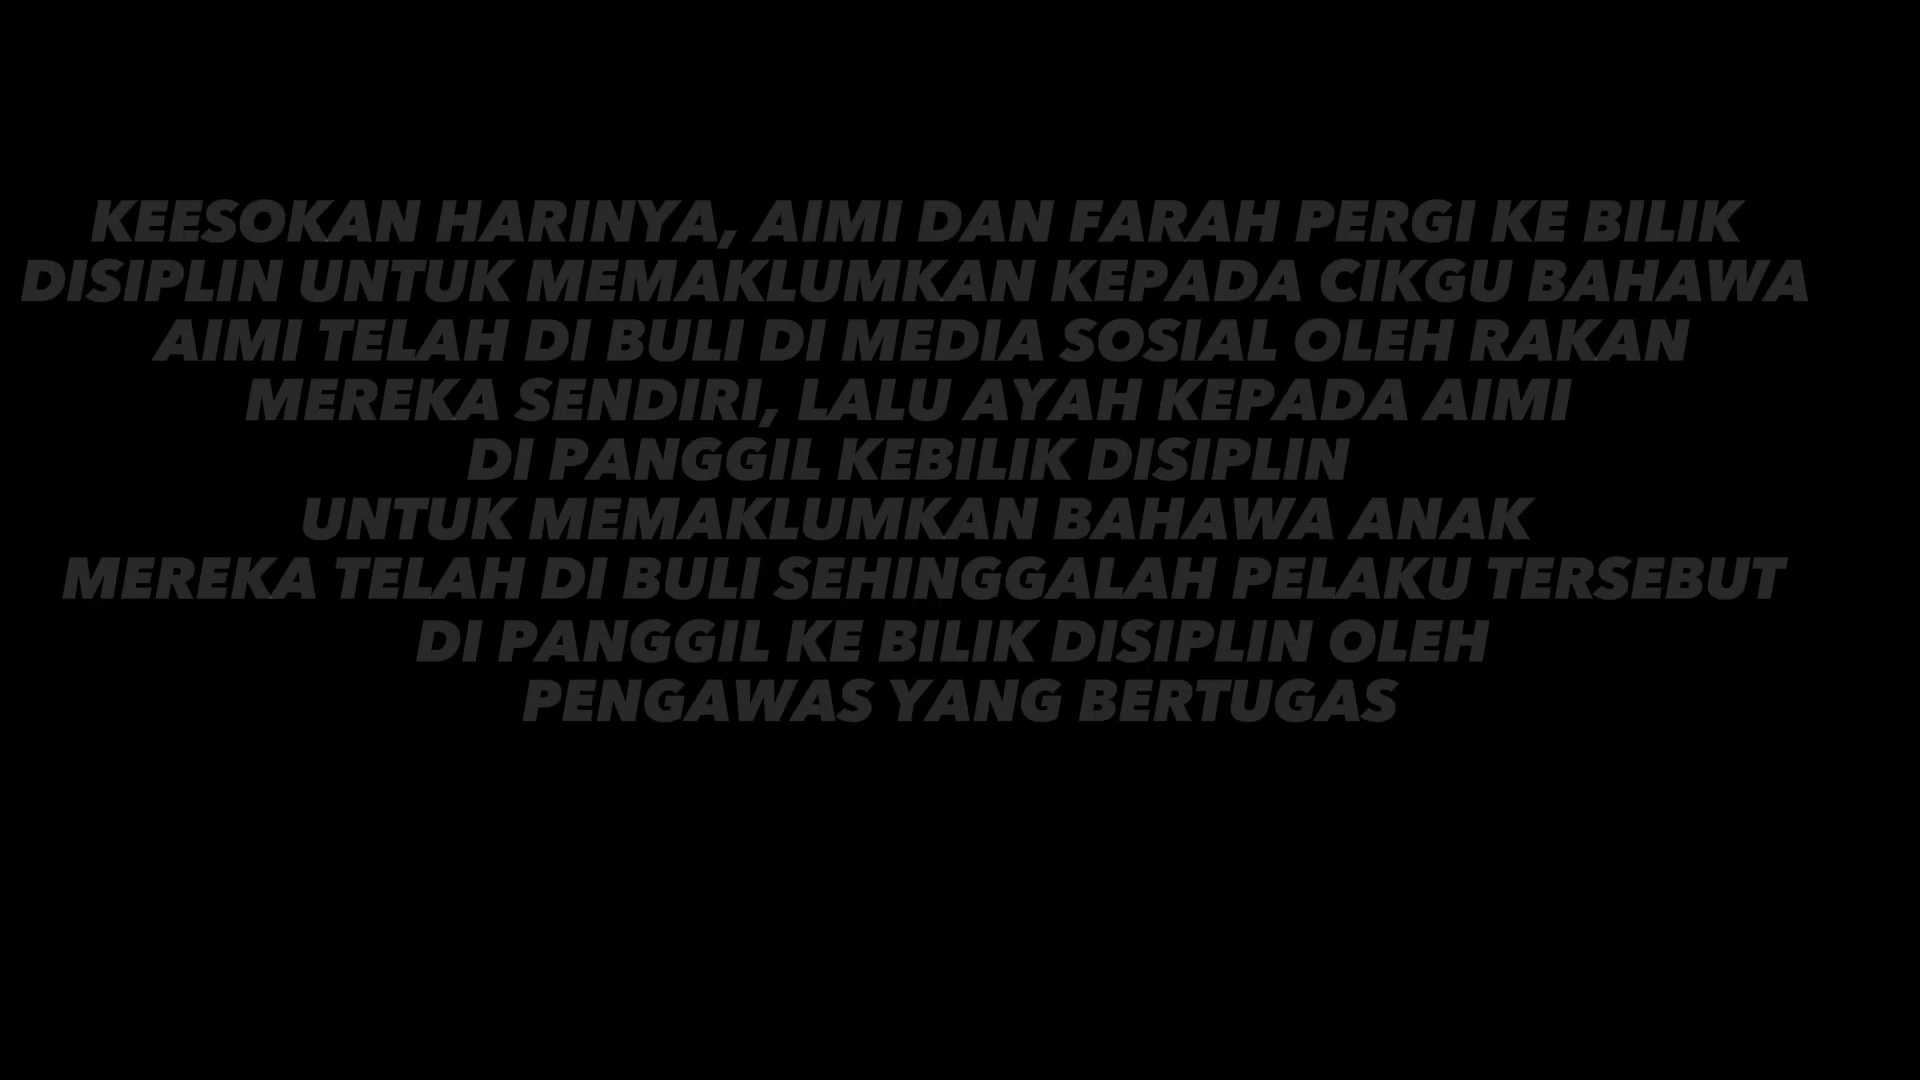 KEESOKAN HARINYA, AIMI DAN FARAH PERGI KE BILIK
DISIPLIN UNTUK MEMAKLUMKAN KEPADA CIKGU BAHAWA
AIMI TELAH DI BULI DI MEDIA SOSIAL OLEH RAKAN
MEREKA SENDIRI, LALU AYAH KEPADA AIMI
DI PANGGIL KEBILIK DISIPLIN
UNTUK MEMAKLUMKAN BAHAWA ANAK
MEREKA TELAH DI BULI SEHINGGALAH PELAKU TERSEBUT
DI PANGGIL KE BILIK DISIPLIN OLEH
PENGAWAS YANG BERTUGAS